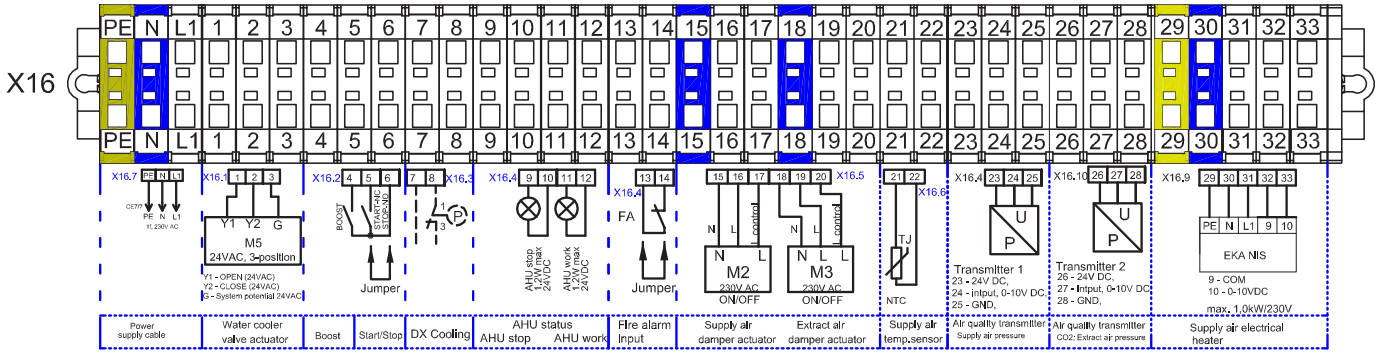 PE N L1 1 2 3 4 5 6 7 8 9 10 11 12 13 14 15 16 17 18 19 20 21 22 23 24 25 26 27 28 29 30 31 32 33
X16
PE N L1 1 2 3 4 5 6 7 8 9 10 11 12 13 14 15 16 17 18 19 20 21 22 23 24 25 26 27 28 29 30 31 32 33
X16.7
PE N L1
CE7/7
PE N L1
1f, 230V AC
Power
supply cable
X16.1
1 2 3
Y1 Y2 G
M5
24VAC, 3-position
Y1 - OPEN (24VAC)
Y2 - CLOSE (24VAC)
G - System potential 24VAC
Water cooler
valve actuator
X16.2
4 5 6
BOOST
START-NC
STOP-NO
Jumper
Boost
Start/Stop
7 8
X16.3
1
3
P
DX Cooling
X16.4
9 10 11 12
AHU stop
1,2W max
24VDC
AHU work
1,2W max
24VDC
AHU status
AHU stop AHU work
13 14
X16.4
FA
Jumper
Fire alarm
Input
15 16 17 18 19 20
X16.5
N L L control
N L L
M2
230V AC
ON/OFF
N L L control
N L L
M3
230V AC
ON/OFF
Supply air
damper actuator
Extract air
damper actuator
21 22
X16.6
TJ
NTC
Supply air
temp.sensor
X16.4
23 24 25
U
P
Transmitter 1
23 - 24V DC,
24 - intput, 0-10V DC,
25 - GND,
Air quality transmitter
Supply air pressure
X16.10
26 27 28
U
P
Transmitter 2
26 - 24V DC,
27 - Intput, 0-10V DC
28 - GND,
Air quality transmitter
CO2; Extract air pressure
X16.9
29 30 31 32 33
PE N L1 9 10
EKA NIS
9 - COM
10 - 0-10VDC
max. 1,0kW/230V
Supply air electrical
heater